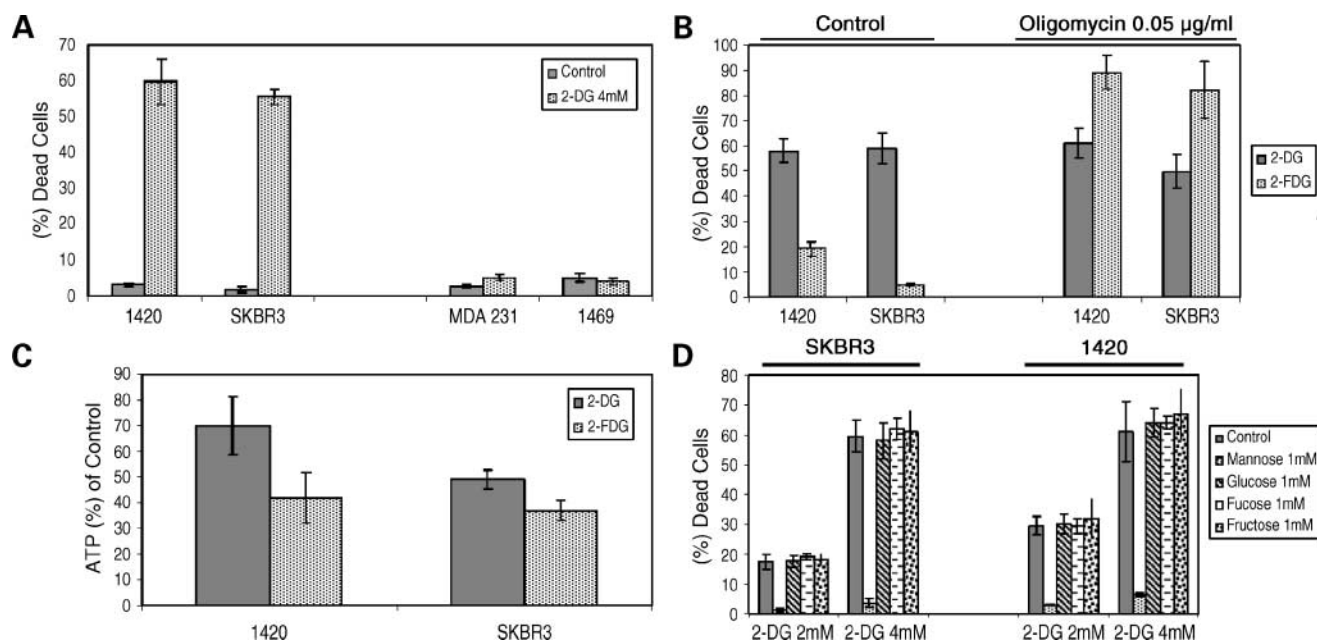 A
70
60
50
40
30
20
10
0
(%) Dead Cells
Control
2-DG 4mM
1420 SKBR3 MDA 231 1469
B
Control Oligomycin 0.05 µg/ml
100
90
80
70
60
50
40
30
20
10
0
(%) Dead Cells
2-DG
2-FDG
1420 SKBR3 1420 SKBR3
C
90
80
70
60
50
40
30
20
10
0
ATP (%) of Control
2-DG
2-FDG
1420 SKBR3
D
SKBR3 1420
80
70
60
50
40
30
20
10
0
(%) Dead Cells
Control
Mannose 1mM
Glucose 1mM
Fucose 1mM
Fructose 1mM
2-DG 2mM 2-DG 4mM 2-DG 2mM 2-DG 4mM